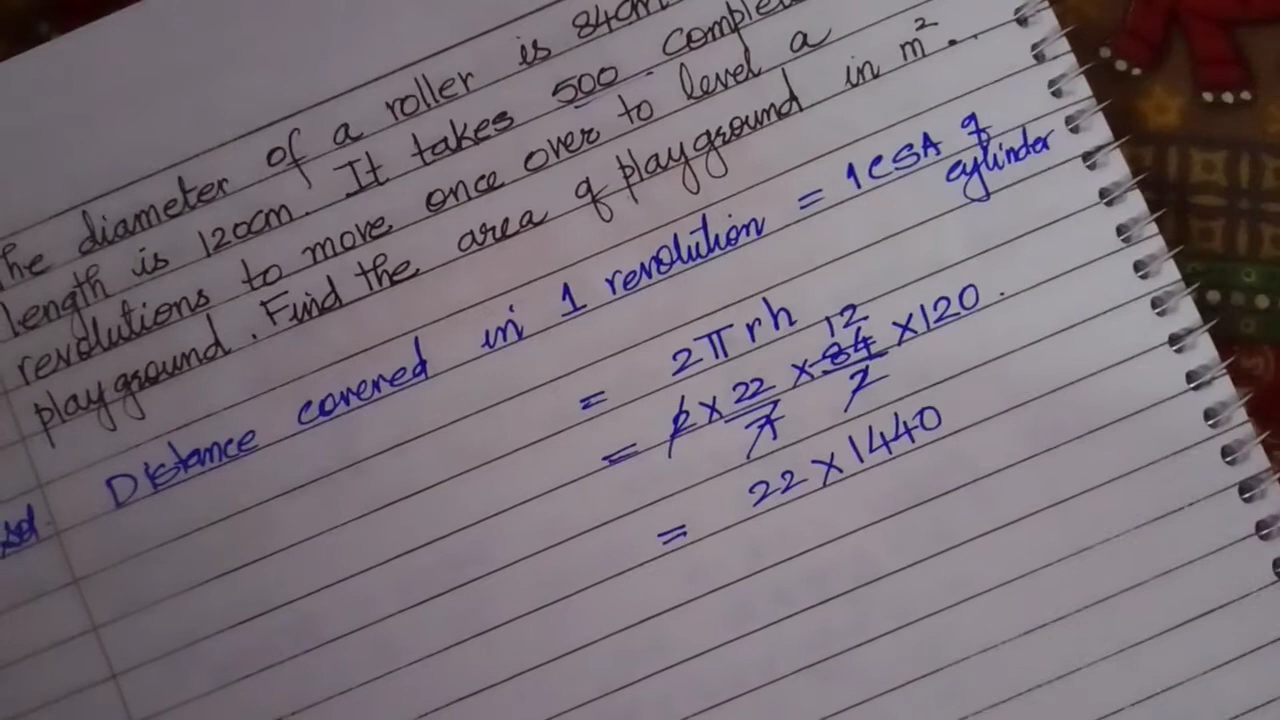 he diameter of a roller is 84cm
length is 120cm. It takes 500 complete
revolutions to move once over to level a
playground. Find the area of playground in m².
Sol. Distance covered in 1 revolution = 1 CSA of
cylinder
= 2πrh
= 2 × 22/7 × 84/2 × 120 12
= 22 × 1440